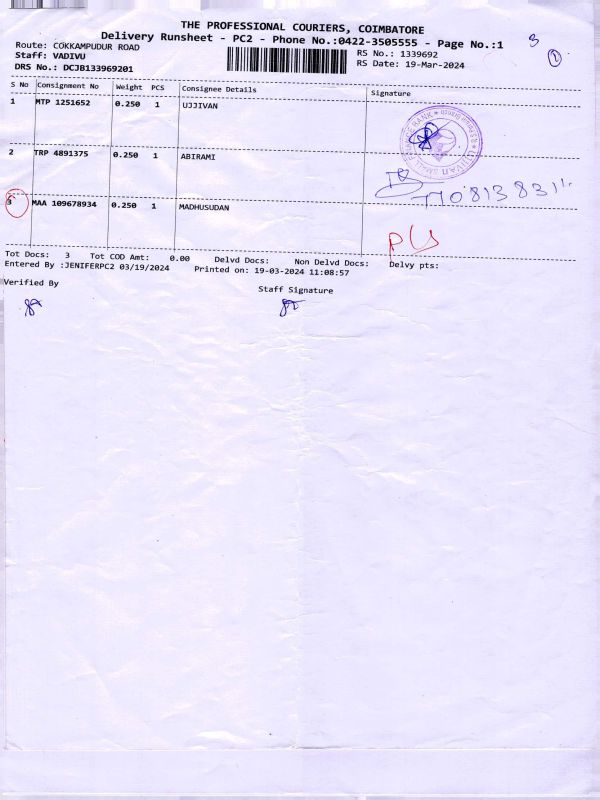 THE PROFESSIONAL COURIERS, COIMBATORE
Delivery Runsheet - PC2 - Phone No.:0422-3505555 - Page No.:1
3
2
Route: COKKAMPUDUR ROAD
RS No.: 1339692
Staff: VADIVU
RS Date: 19-Mar-2024
DRS No.: DCJB133969201
S No Consignment No Weight PCS Consignee Details Signature
1 MTP 1251652 0.250 1 UJJIVAN
2 TRP 4891375 0.250 1 ABIRAMI
3 MAA 109678934 0.250 1 MADHUSUDAN
Tot Docs: 3 Tot COD Amt: 0.00 Delvd Docs: Non Delvd Docs: Delvy pts:
Entered By :JENIFERPC2 03/19/2024 Printed on: 19-03-2024 11:08:57
Verified By
Staff Signature